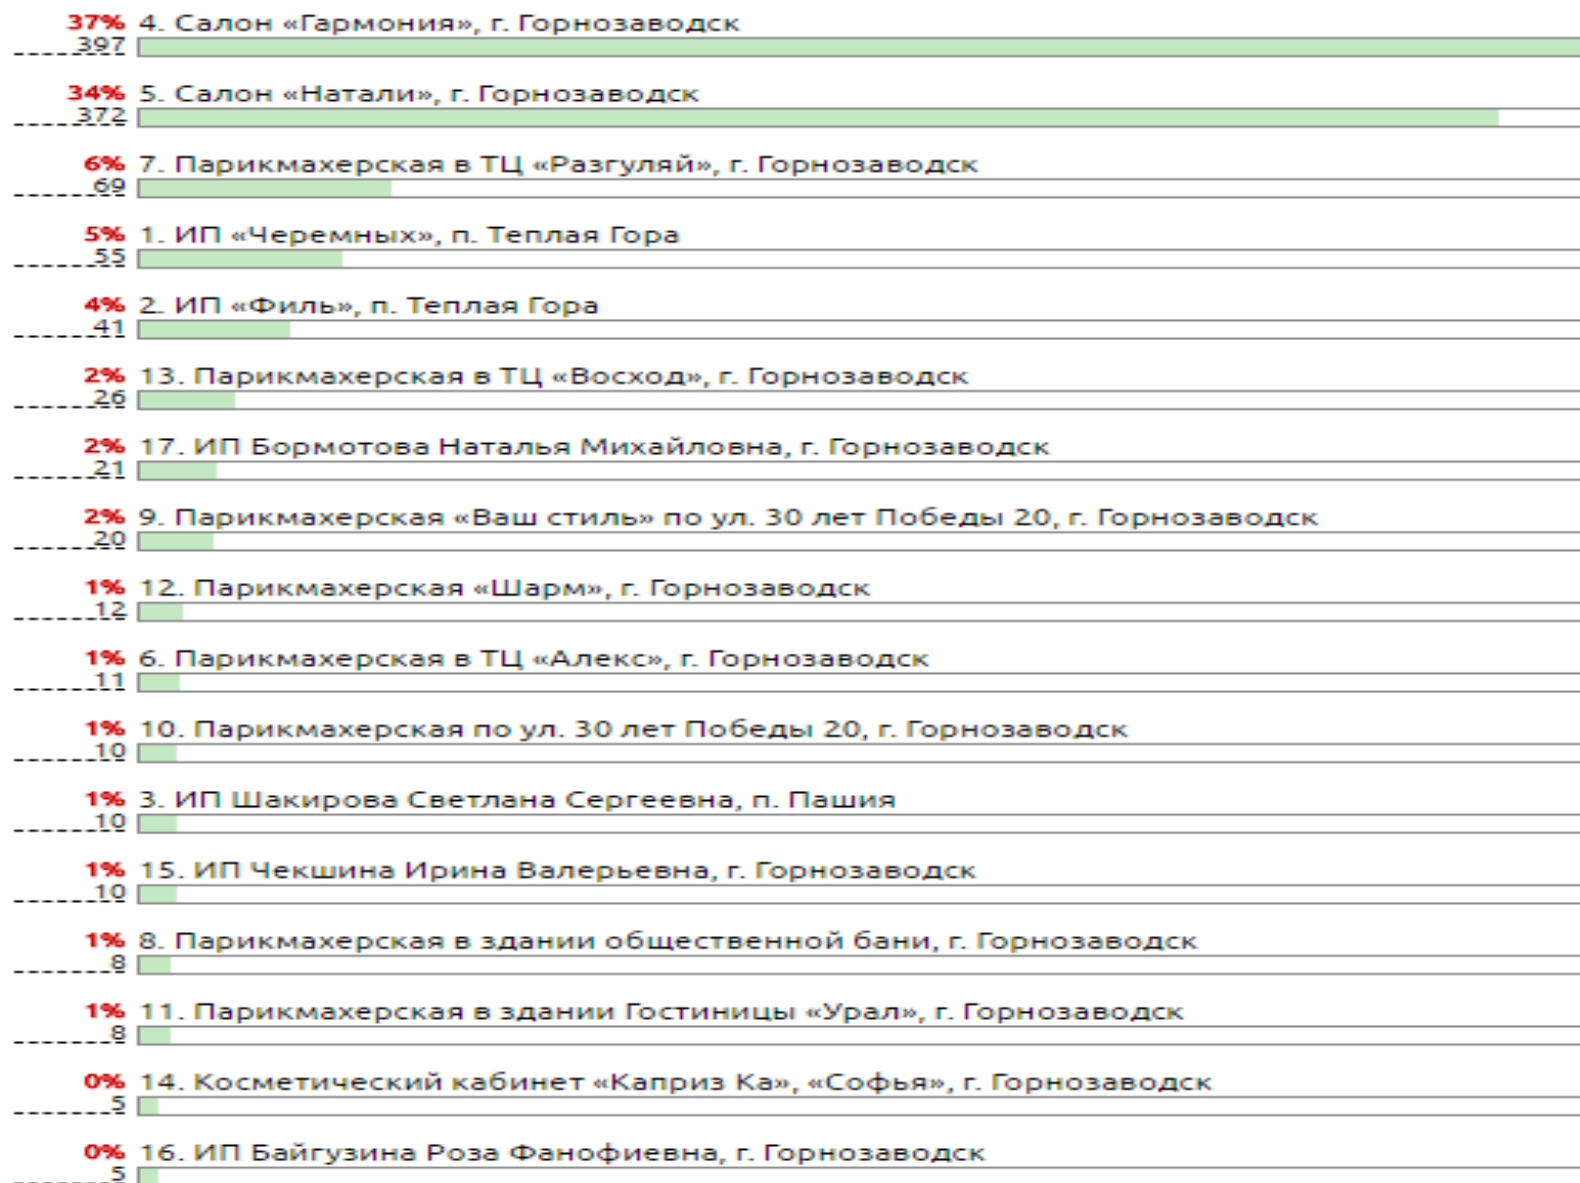 37% 4. Салон «Гармония», г. Горнозаводск
397
34% 5. Салон «Натали», г. Горнозаводск
372
6% 7. Парикмахерская в ТЦ «Разгуляй», г. Горнозаводск
69
5% 1. ИП «Черемных», п. Теплая Гора
55
4% 2. ИП «Филь», п. Теплая Гора
41
2% 13. Парикмахерская в ТЦ «Восход», г. Горнозаводск
26
2% 17. ИП Бормотова Наталья Михайловна, г. Горнозаводск
21
2% 9. Парикмахерская «Ваш стиль» по ул. 30 лет Победы 20, г. Горнозаводск
20
1% 12. Парикмахерская «Шарм», г. Горнозаводск
12
1% 6. Парикмахерская в ТЦ «Алекс», г. Горнозаводск
11
1% 10. Парикмахерская по ул. 30 лет Победы 20, г. Горнозаводск
10
1% 3. ИП Шакирова Светлана Сергеевна, п. Пашия
10
1% 15. ИП Чекшина Ирина Валерьевна, г. Горнозаводск
10
1% 8. Парикмахерская в здании общественной бани, г. Горнозаводск
8
1% 11. Парикмахерская в здании Гостиницы «Урал», г. Горнозаводск
8
0% 14. Косметический кабинет «Каприз Ка», «Софья», г. Горнозаводск
5
0% 16. ИП Байгузина Роза Фанофиевна, г. Горнозаводск
5